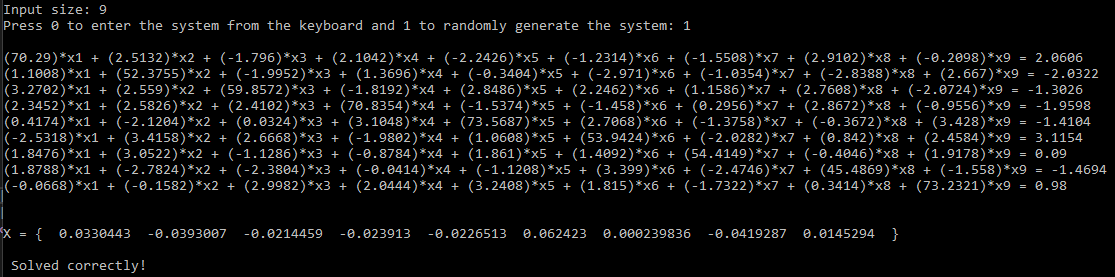 Input size: 9
Press 0 to enter the system from the keyboard and 1 to randomly generate the system: 1
(70.29)*x1 + (2.5132)*x2 + (-1.796)*x3 + (2.1042)*x4 + (-2.2426)*x5 + (-1.2314)*x6 + (-1.5508)*x7 + (2.9102)*x8 + (-0.2098)*x9 = 2.0606
(1.1008)*x1 + (52.3755)*x2 + (-1.9952)*x3 + (1.3696)*x4 + (-0.3404)*x5 + (-2.971)*x6 + (-1.0354)*x7 + (-2.8388)*x8 + (2.667)*x9 = -2.0322
(3.2702)*x1 + (2.559)*x2 + (59.8572)*x3 + (-1.8192)*x4 + (2.8486)*x5 + (2.2462)*x6 + (1.1586)*x7 + (2.7608)*x8 + (-2.0724)*x9 = -1.3026
(2.3452)*x1 + (2.5826)*x2 + (2.4102)*x3 + (70.8354)*x4 + (-1.5374)*x5 + (-1.458)*x6 + (0.2956)*x7 + (2.8672)*x8 + (-0.9556)*x9 = -1.9598
(0.4174)*x1 + (-2.1204)*x2 + (0.0324)*x3 + (3.1048)*x4 + (73.5687)*x5 + (2.7068)*x6 + (-1.3758)*x7 + (-0.3672)*x8 + (3.428)*x9 = -1.4104
(-2.5318)*x1 + (3.4158)*x2 + (2.6668)*x3 + (-1.9802)*x4 + (1.0608)*x5 + (53.9424)*x6 + (-2.0282)*x7 + (0.842)*x8 + (2.4584)*x9 = 3.1154
(1.8476)*x1 + (3.0522)*x2 + (-1.1286)*x3 + (-0.8784)*x4 + (1.861)*x5 + (1.4092)*x6 + (54.4149)*x7 + (-0.4046)*x8 + (1.9178)*x9 = 0.09
(1.8788)*x1 + (-2.7824)*x2 + (-2.3804)*x3 + (-0.0414)*x4 + (-1.1208)*x5 + (3.399)*x6 + (-2.4746)*x7 + (45.4869)*x8 + (-1.558)*x9 = -1.4694
(-0.0668)*x1 + (-0.1582)*x2 + (2.9982)*x3 + (2.0444)*x4 + (3.2408)*x5 + (1.815)*x6 + (-1.7322)*x7 + (0.3414)*x8 + (73.2321)*x9 = 0.98
X = {  0.0330443  -0.0393007  -0.0214459  -0.023913  -0.0226513  0.062423  0.000239836  -0.0419287  0.0145294  }
Solved correctly!